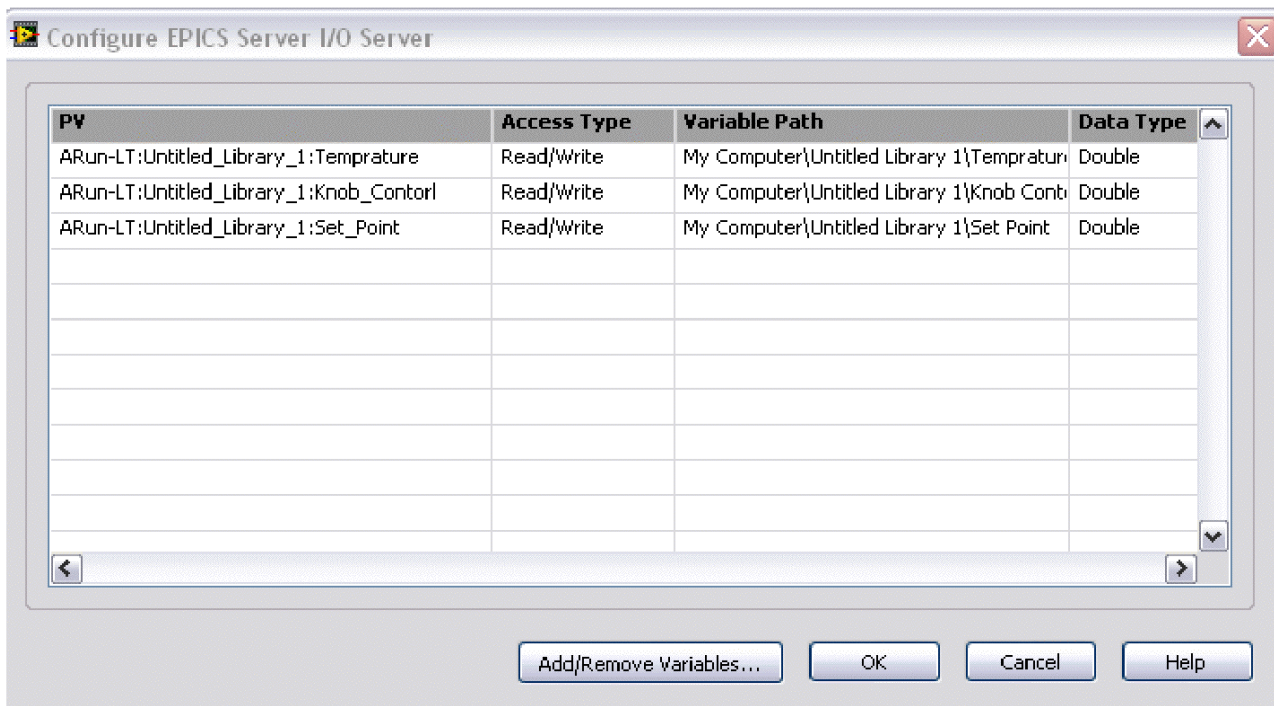 Configure EPICS Server I/O Server
PV Access Type Variable Path Data Type
ARun-LT:Untitled_Library_1:Temprature Read/Write My Computer\Untitled Library 1\Tempratur Double
ARun-LT:Untitled_Library_1:Knob_Contorl Read/Write My Computer\Untitled Library 1\Knob Cont Double
ARun-LT:Untitled_Library_1:Set_Point Read/Write My Computer\Untitled Library 1\Set Point Double
Add/Remove Variables... OK Cancel Help